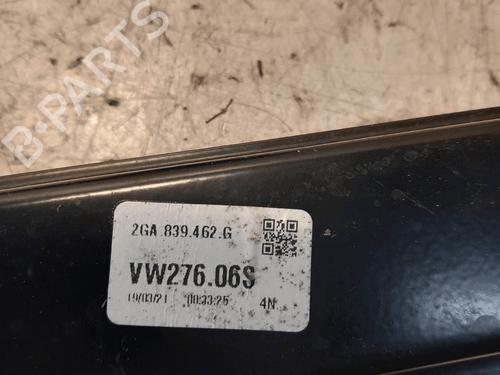 B-PARTS
2GA 839.462.G
VW276.06S
19/03/21 00:33:25 4N